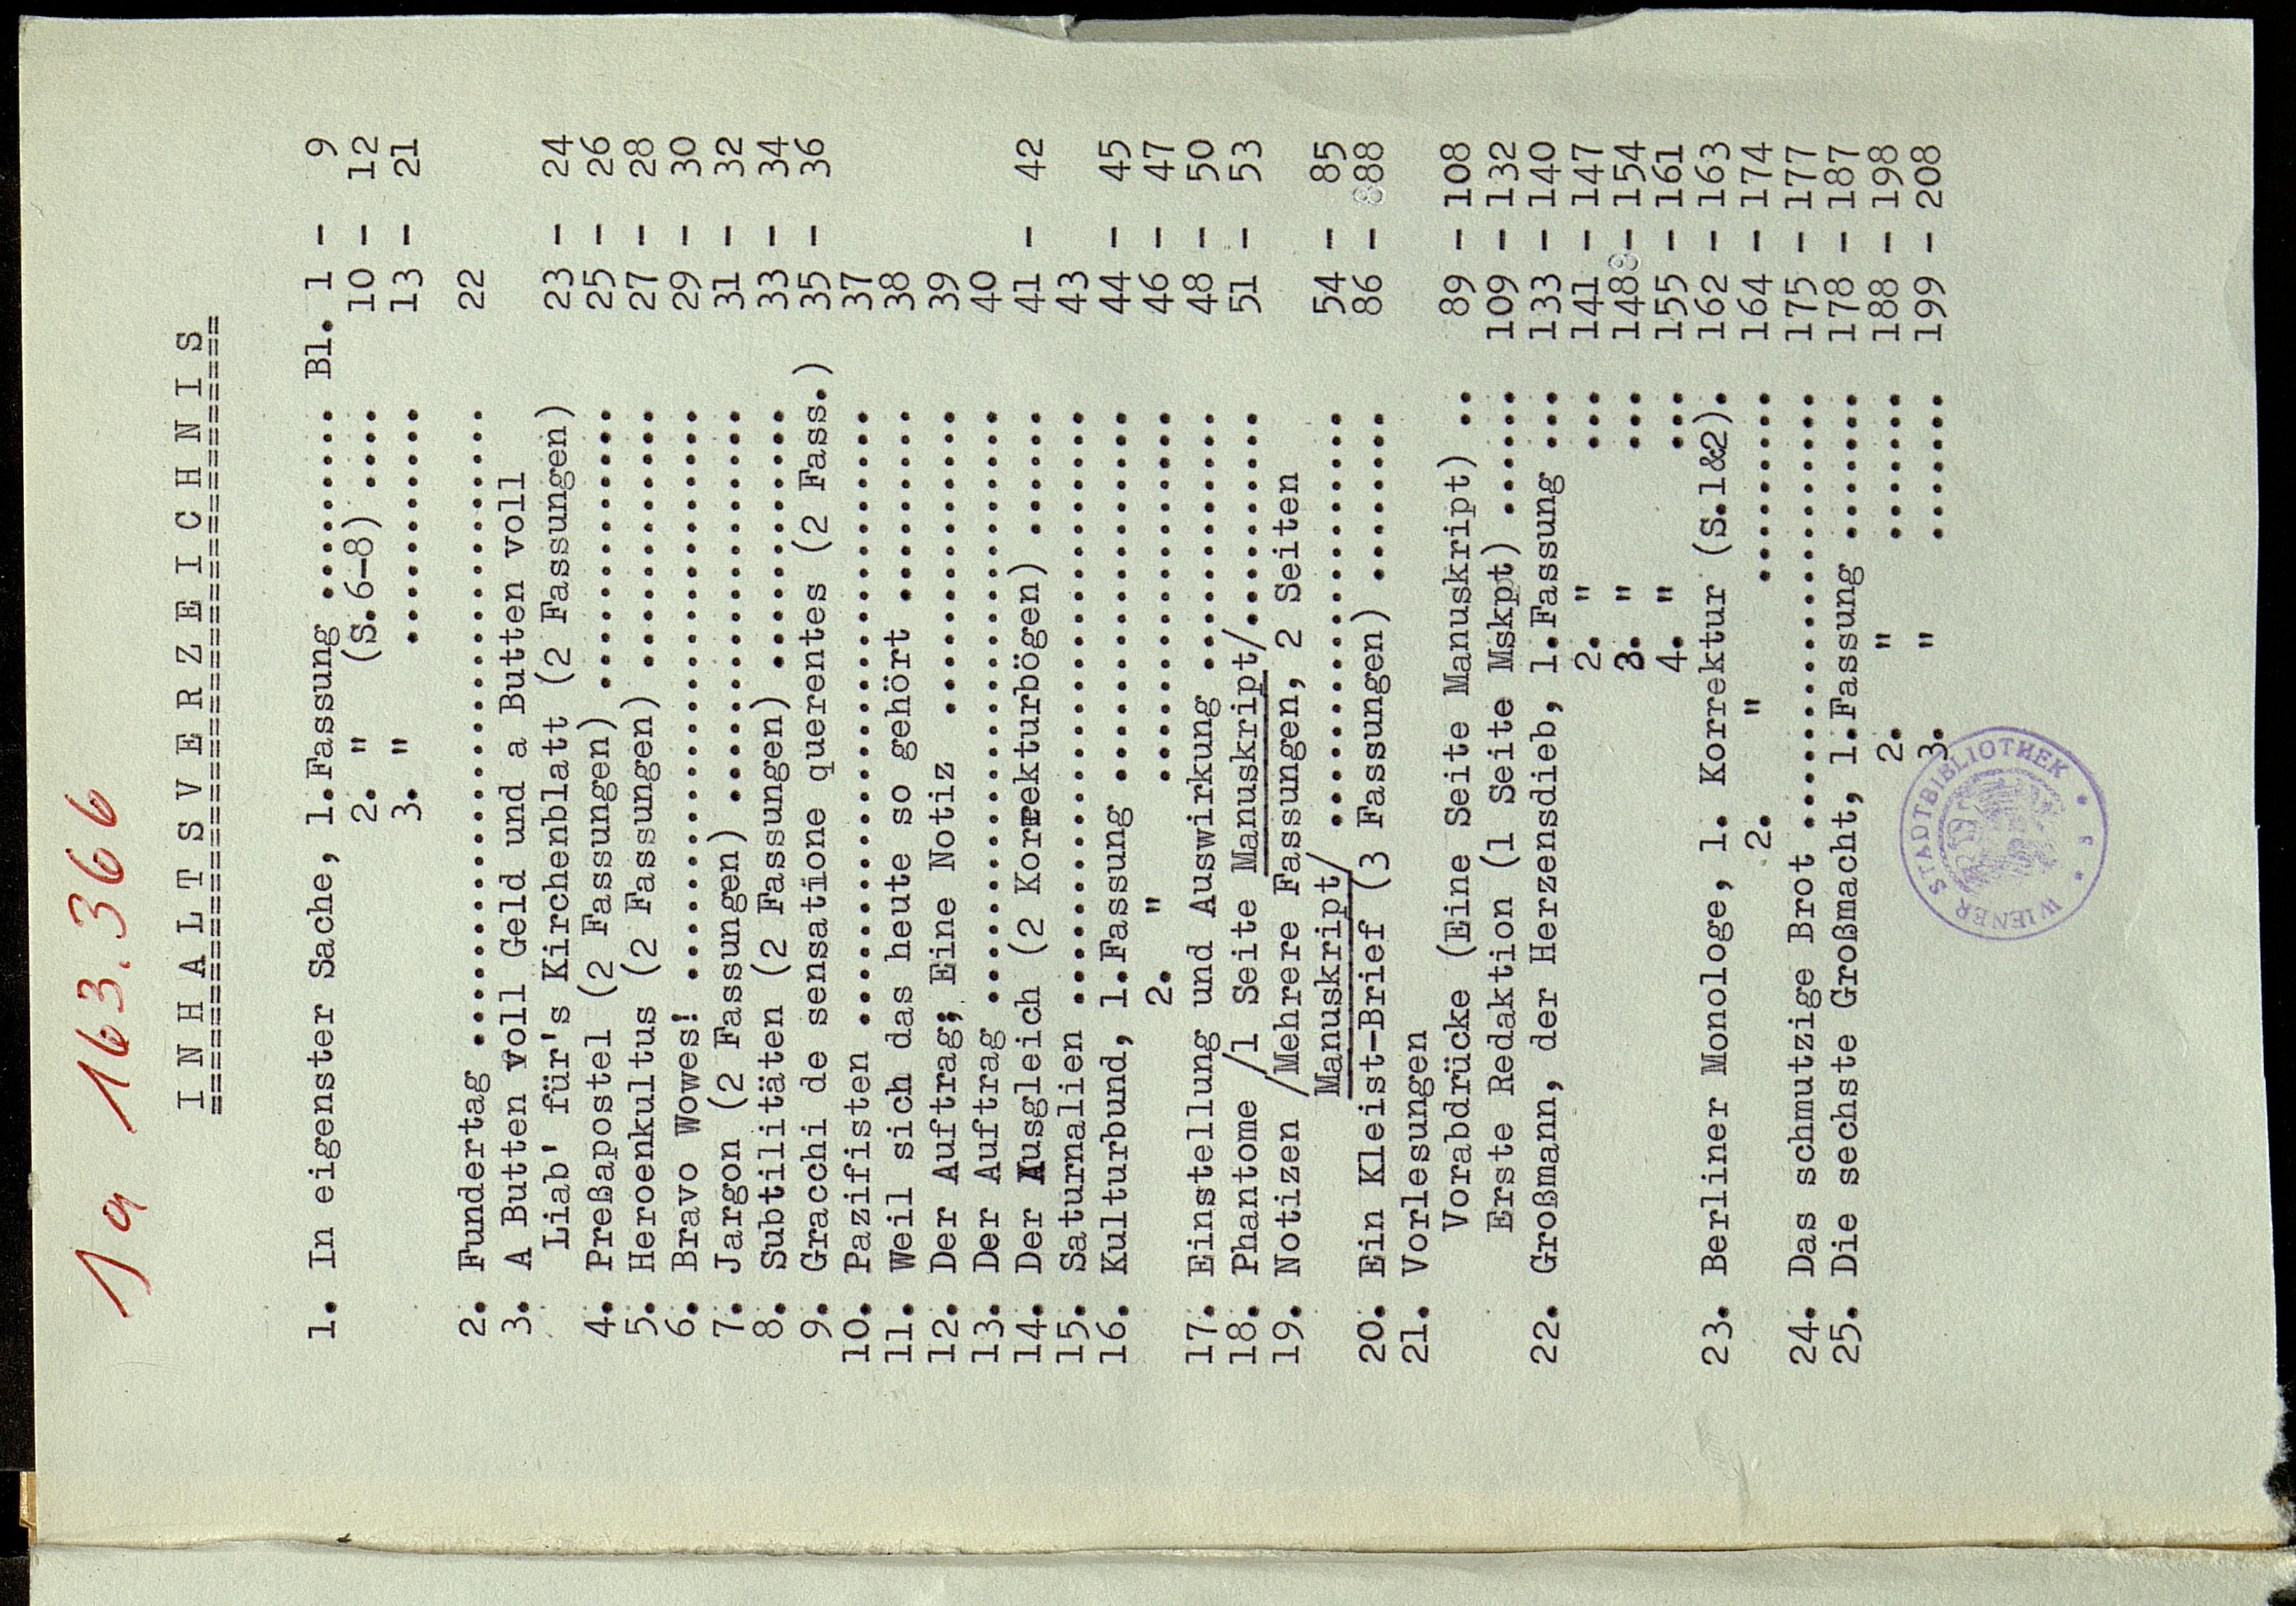 Ja 163.366
I N H A L T S V E R Z E I C H N I S
===================================
1. In eigenster Sache, 1.Fassung ............ Bl. 1 - 9
2. " (S.6-8) .... 10 - 12
3. " ............ 13 - 21
2. Fundertag .............................. 22
3. A Butten voll Geld und a Butten voll
Liab' für's Kirchenblatt (2 Fassungen) 23 - 24
4. Preßapostel (2 Fassungen) .............. 25 - 26
5. Heroenkultus (2 Fassungen) ............. 27 - 28
6. Bravo Wowes! ........................... 29 - 30
7. Jargon (2 Fassungen) ................... 31 - 32
8. Subtilitäten (2 Fassungen) ............. 33 - 34
9. Gracchi de sensatione querentes (2 Fass.) 35 - 36
10. Pazifisten ............................. 37
11. Weil sich das heute so gehört .......... 38
12. Der Auftrag; Eine Notiz ............... 39
13. Der Auftrag ............................ 40
14. Der Ausgleich (2 Korrekturbögen) ...... 41 - 42
15. Saturnalien ............................ 43
16. Kulturbund, 1.Fassung .................. 44 - 45
2. " .................. 46 - 47
17. Einstellung und Auswirkung ............. 48 - 50
18. Phantome /1 Seite Manuskript/........... 51 - 53
19. Notizen /Mehrere Fassungen, 2 Seiten
Manuskript/ .................... 54 - 85
20. Ein Kleist-Brief (3 Fassungen) ......... 86 - 888
21. Vorlesungen
Vorabdrücke (Eine Seite Manuskript) .. 89 - 108
Erste Redaktion (1 Seite Mskpt) ...... 109 - 132
22. Großmann, der Herzensdieb, 1.Fassung ... 133 - 140
2. " ... 141 - 147
3. " ... 1488- 154
4. " ... 155 - 161
23. Berliner Monologe, 1. Korrektur (S.1&2). 162 - 163
2. " .......... 164 - 174
24. Das schmutzige Brot .................... 175 - 177
25. Die sechste Großmacht, 1.Fassung ....... 178 - 187
2. " ....... 188 - 198
3. " ....... 199 - 208
WIENER STADTBIBLIOTHEK